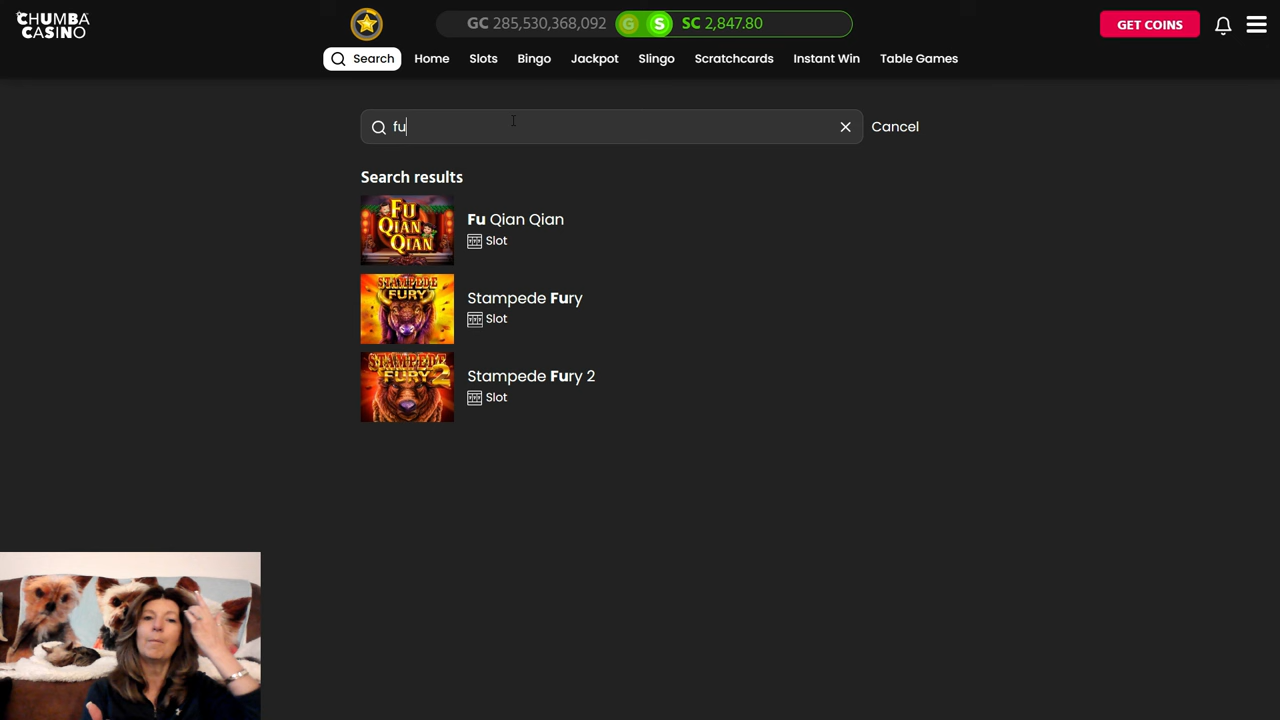 CHUMBA
CASINO
GC 285,530,368,092 G S SC 2,847.80
GET COINS
Search Home Slots Bingo Jackpot Slingo Scratchcards Instant Win Table Games
fu
Cancel
Search results
FU
QIAN
QIAN
Fu Qian Qian
Slot
STAMPEDE
FURY
Stampede Fury
Slot
STAMPEDE
FURY 2
Stampede Fury 2
Slot